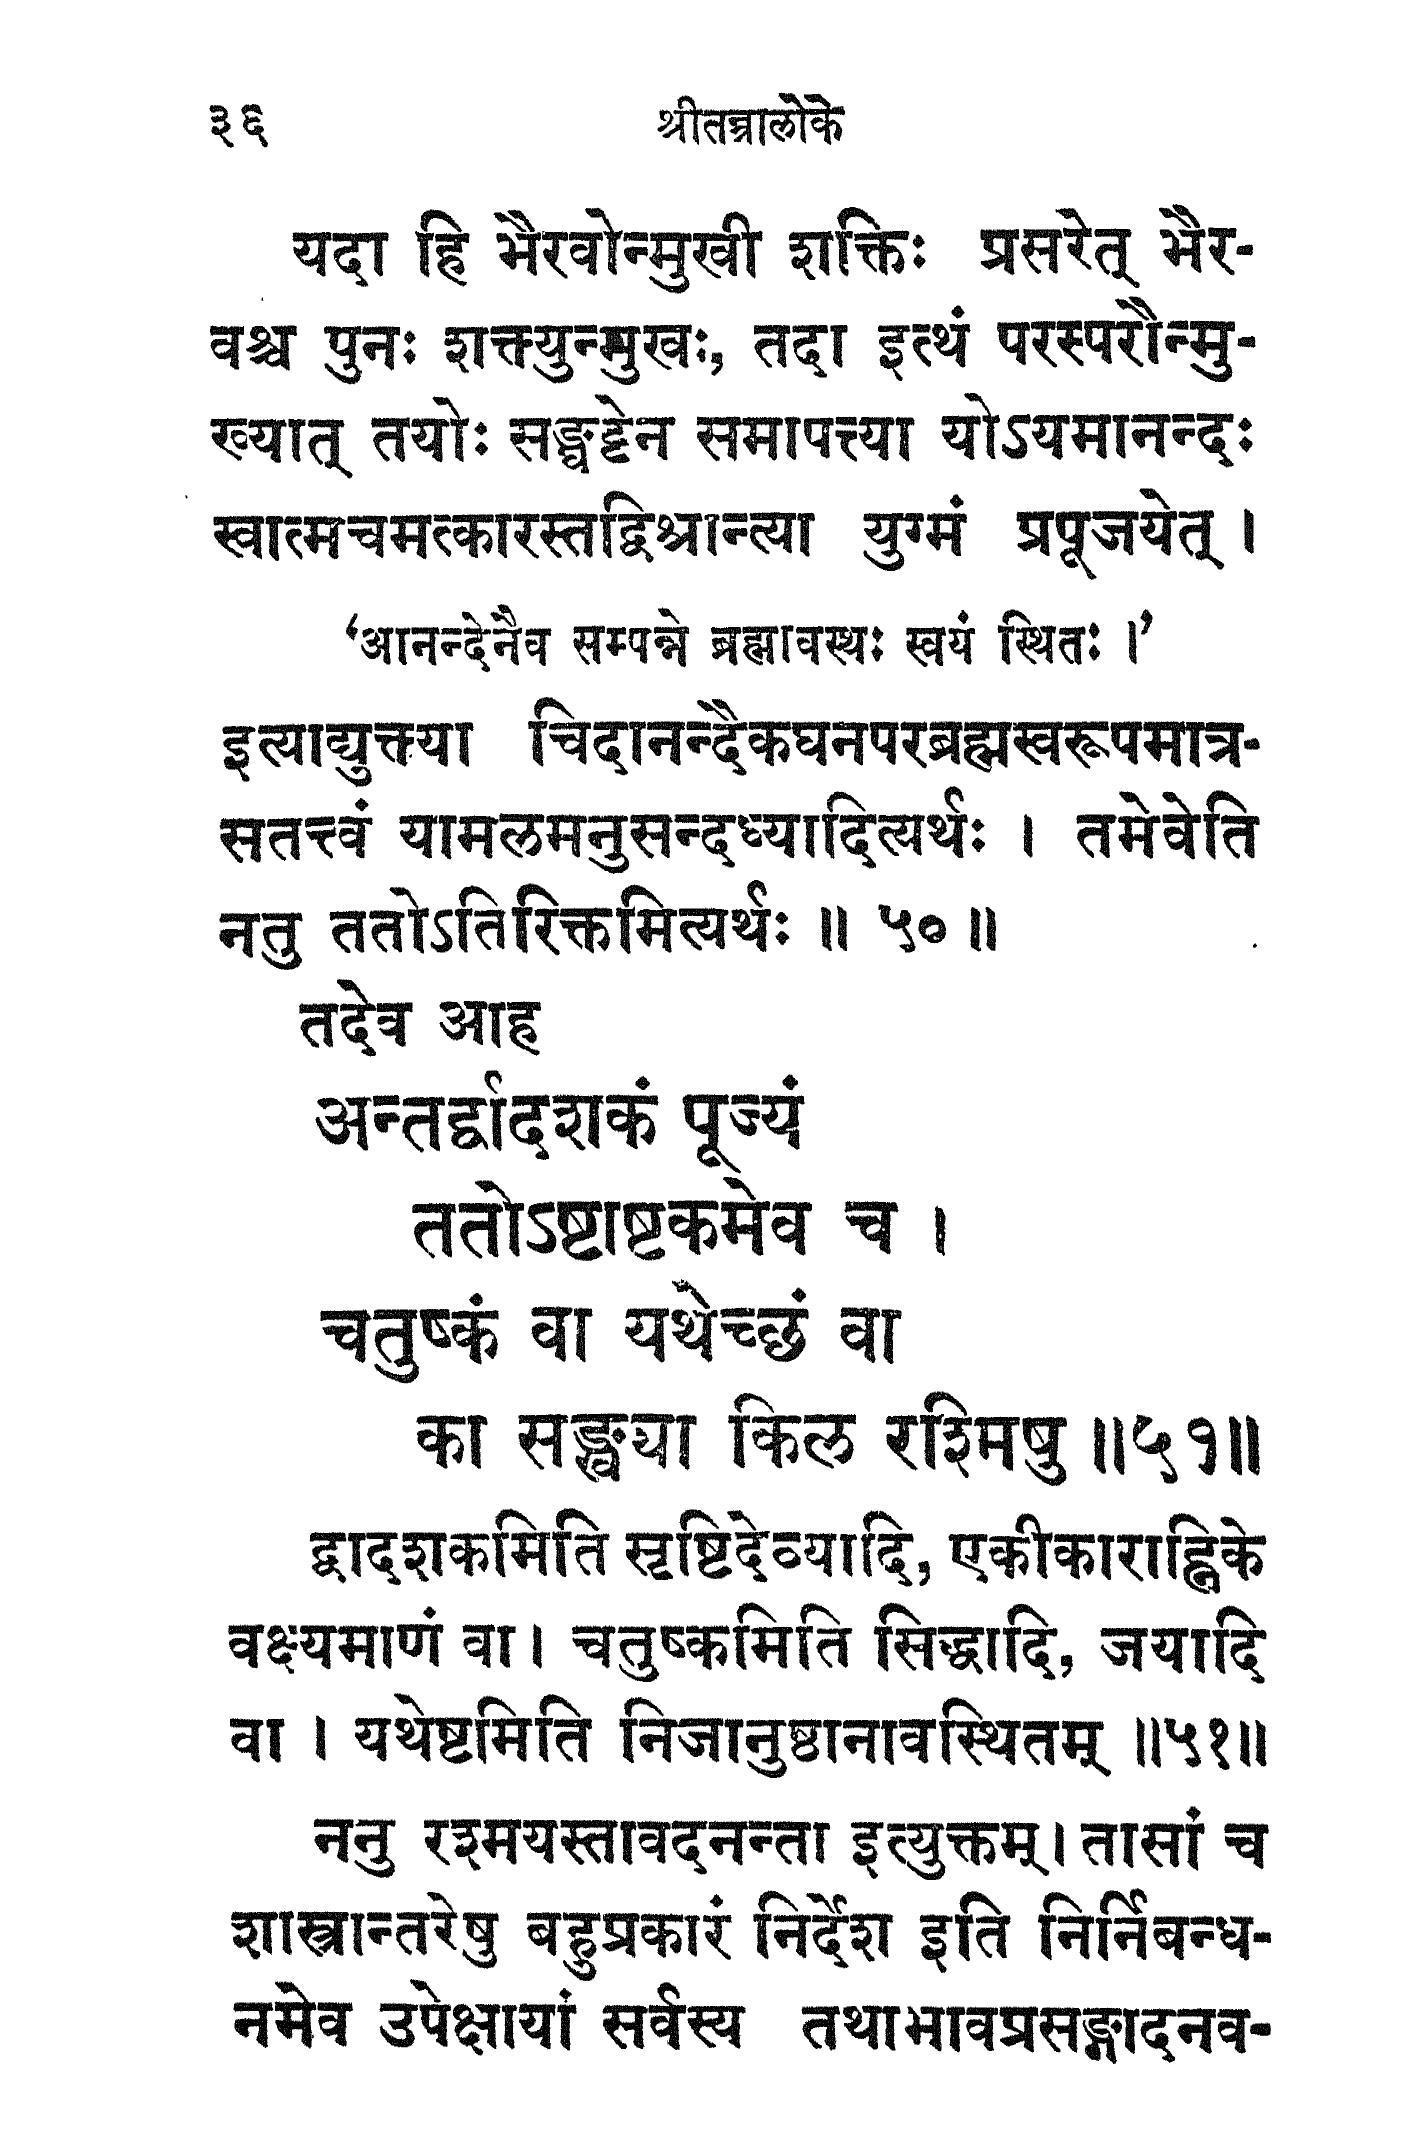 ३६ श्रीतन्त्रालोके
यदा हि भैरवोन्मुखी शक्तिः प्रसरेत् भैर-
वश्च पुनः शक्त्युन्मुखः, तदा इत्थं परस्परौन्मु-
ख्यात् तयोः सङ्घट्टेन समापत्त्या योऽयमानन्दः
स्वात्मचमत्कारस्तद्विश्रान्त्या युग्मं प्रपूजयेत् ।
‘आनन्देनैव सम्पन्ने ब्रह्मावस्थः स्वयं स्थितः ।’
इत्याद्युक्त्या चिदानन्दैकघनपरब्रह्मस्वरूपमात्र-
सतत्त्वं यामलमनुसन्दध्यादित्यर्थः । तमेवेति
नतु ततोऽतिरिक्तमित्यर्थः ॥ ५० ॥
तदेव आह
अन्तर्द्वादशकं पूज्यं
ततोऽष्टाष्टकमेव च ।
चतुष्कं वा यथेच्छं वा
का सङ्ख्या किल रश्मिषु ॥५१॥
द्वादशकमिति सृष्टिदेव्यादि, एकीकाराह्निके
वक्ष्यमाणं वा । चतुष्कमिति सिद्धादि, जयादि
वा । यथेष्टमिति निजानुष्ठानावस्थितम् ॥५१॥
ननु रश्मयस्तावदनन्ता इत्युक्तम् । तासां च
शास्त्रान्तरेषु बहुप्रकारं निर्देश इति निर्निबन्ध-
नमेव उपेक्षायां सर्वस्य तथाभावप्रसङ्गादनव-